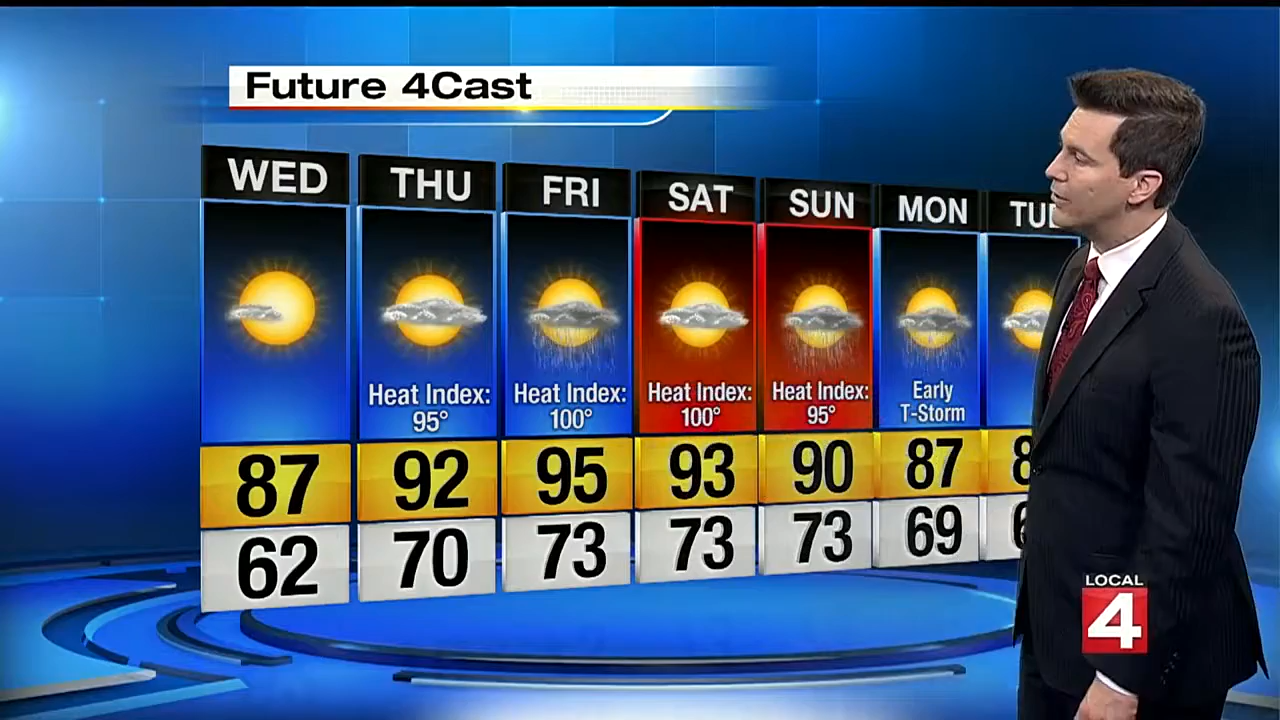 Future 4Cast
WED THU FRI SAT SUN MON
Heat Index: 95°
Heat Index: 100°
Heat Index: 100°
Heat Index: 95°
Early T-Storm
87 92 95 93 90 87
62 70 73 73 73 69
LOCAL
4